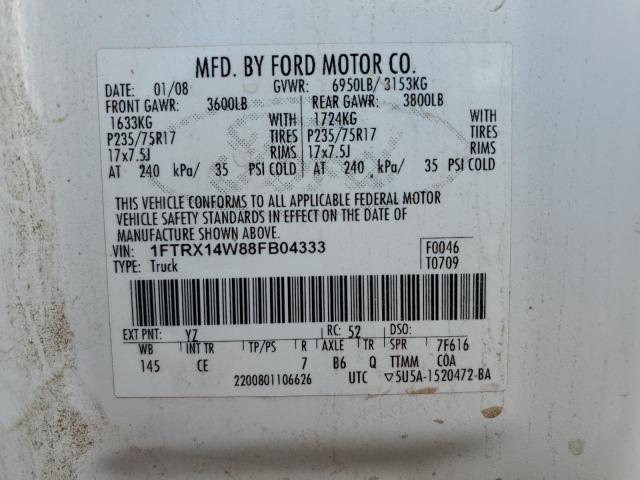 MFD. BY FORD MOTOR CO.
DATE: 01/08 GVWR: 6950LB/ 3153KG
FRONT GAWR: 3600LB REAR GAWR: 3800LB
1633KG WITH 1724KG WITH
P235/75R17 TIRES P235/75R17 TIRES
17x7.5J RIMS 17x7.5J RIMS
AT 240 kPa/ 35 PSI COLD AT 240 kPa/ 35 PSI COLD
THIS VEHICLE CONFORMS TO ALL APPLICABLE FEDERAL MOTOR
VEHICLE SAFETY STANDARDS IN EFFECT ON THE DATE OF
MANUFACTURE SHOWN ABOVE.
VIN: 1FTRX14W88FB04333 F0046
TYPE: Truck T0709
EXT PNT: YZ RC: 52 DSO:
WB INT TR TP/PS R AXLE TR SPR 7F616
145 CE 7 B6 Q TTMM COA
2200801106626 UTC ▽5U5A-1520472-BA